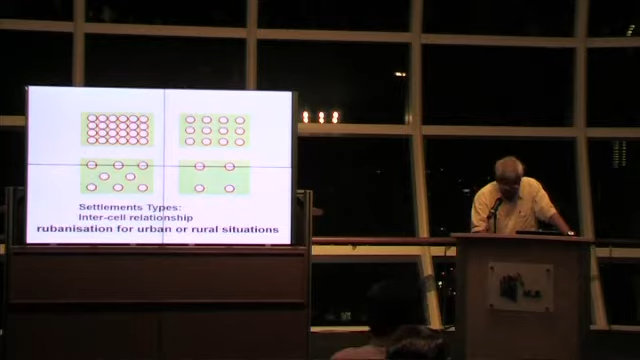 Settlements Types:
Inter-cell relationship
rubanisation for urban or rural situations